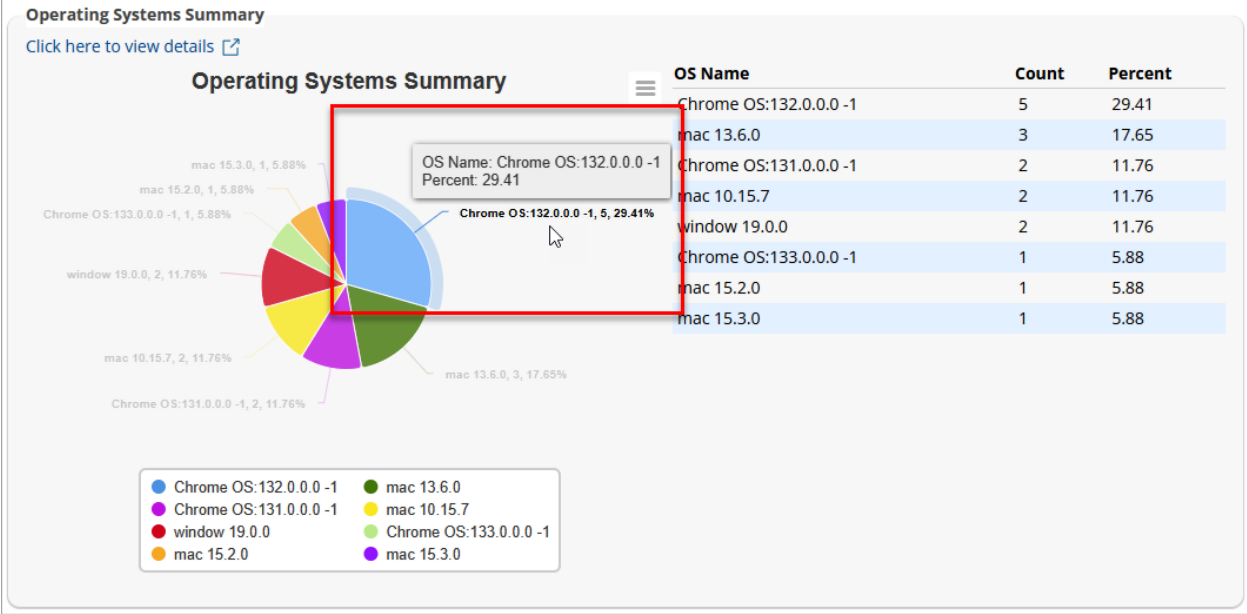 Operating Systems Summary
Click here to view details
Operating Systems Summary
OS Name: Chrome OS:132.0.0.0 -1
Percent: 29.41
Chrome OS:132.0.0.0 -1, 5, 29.41%
mac 15.3.0, 1, 5.88%
mac 15.2.0, 1, 5.88%
Chrome OS:133.0.0.0 -1, 1, 5.88%
window 19.0.0, 2, 11.76%
mac 10.15.7, 2, 11.76%
Chrome OS:131.0.0.0 -1, 2, 11.76%
mac 13.6.0, 3, 17.65%
Chrome OS:132.0.0.0 -1 mac 13.6.0
Chrome OS:131.0.0.0 -1 mac 10.15.7
window 19.0.0 Chrome OS:133.0.0.0 -1
mac 15.2.0 mac 15.3.0
OS Name Count Percent
Chrome OS:132.0.0.0 -1 5 29.41
mac 13.6.0 3 17.65
Chrome OS:131.0.0.0 -1 2 11.76
mac 10.15.7 2 11.76
window 19.0.0 2 11.76
Chrome OS:133.0.0.0 -1 1 5.88
mac 15.2.0 1 5.88
mac 15.3.0 1 5.88